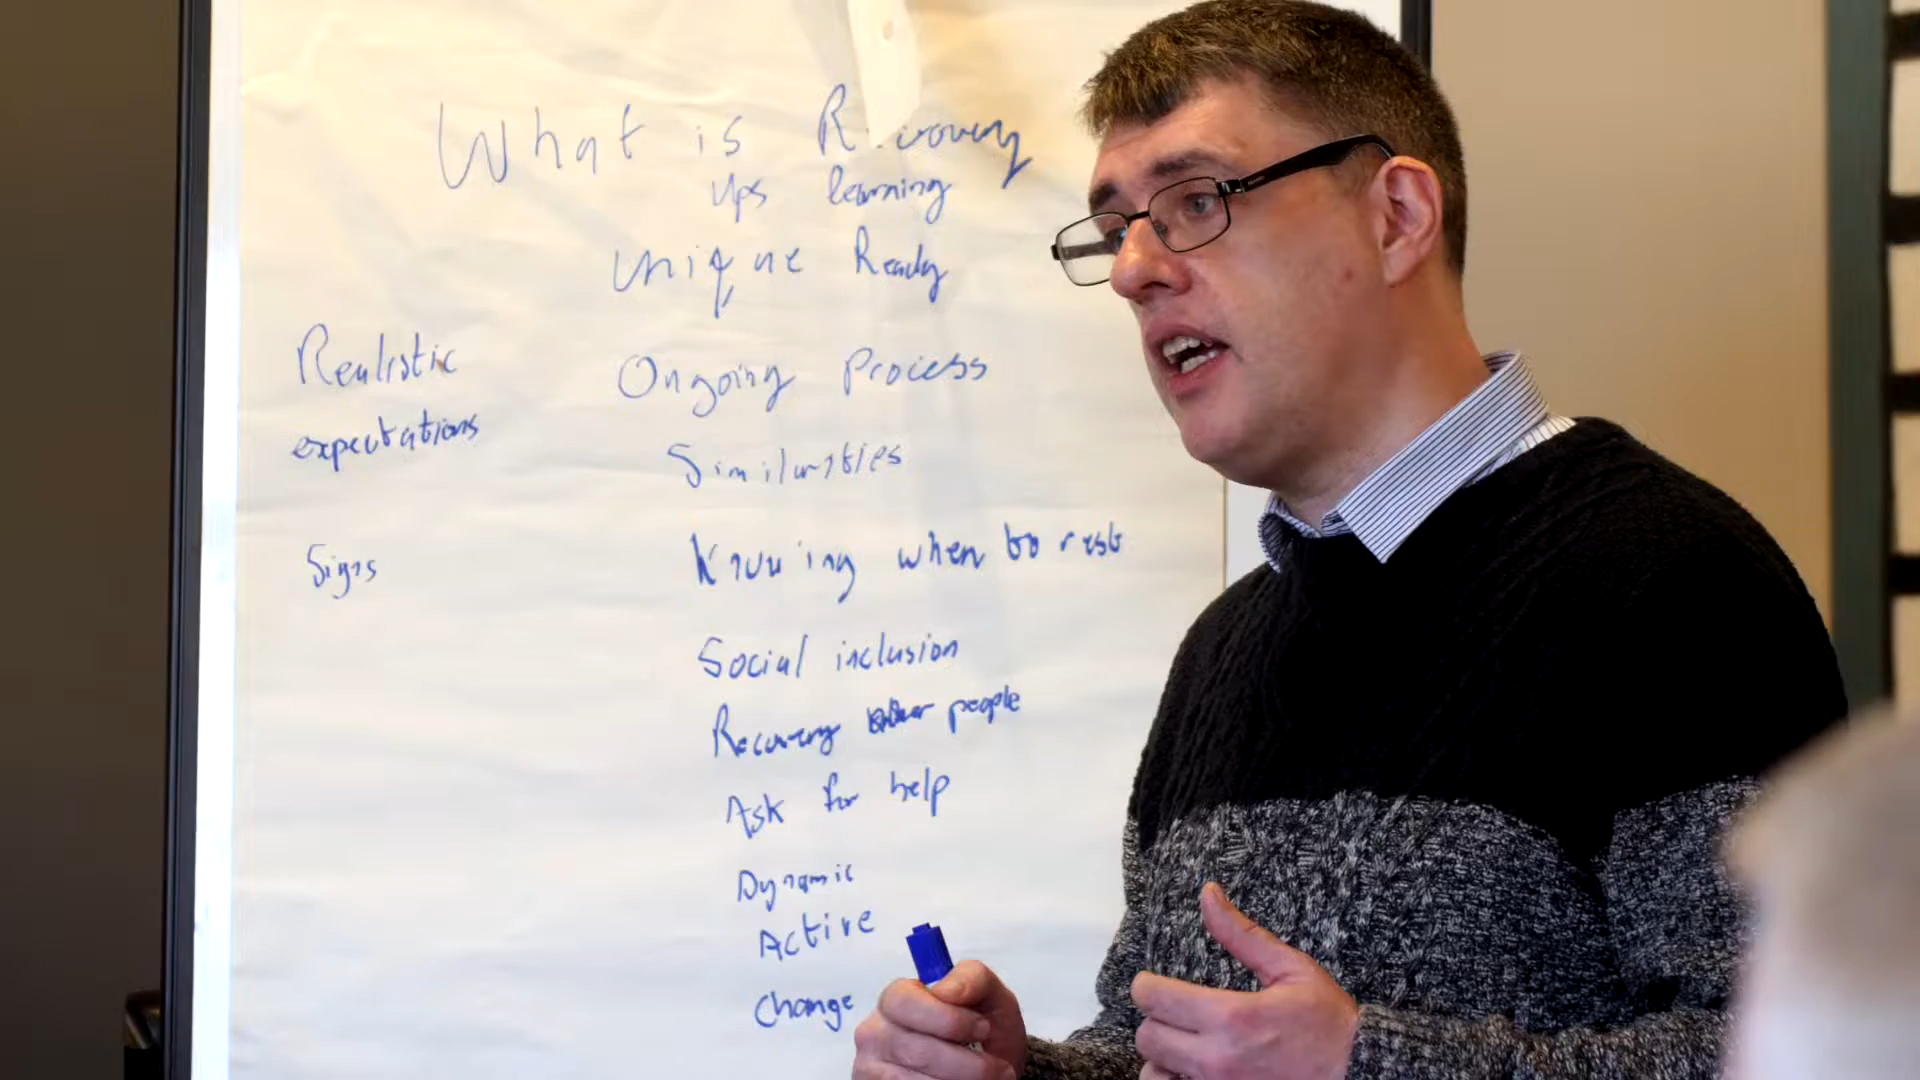 What is Recovery
Ups learning
Unique Ready
Realistic
expectations
Ongoing Process
Similarities
Signs
Knowing when to rest
Social inclusion
Recovery people
Ask for help
Dynamic
Active
Change